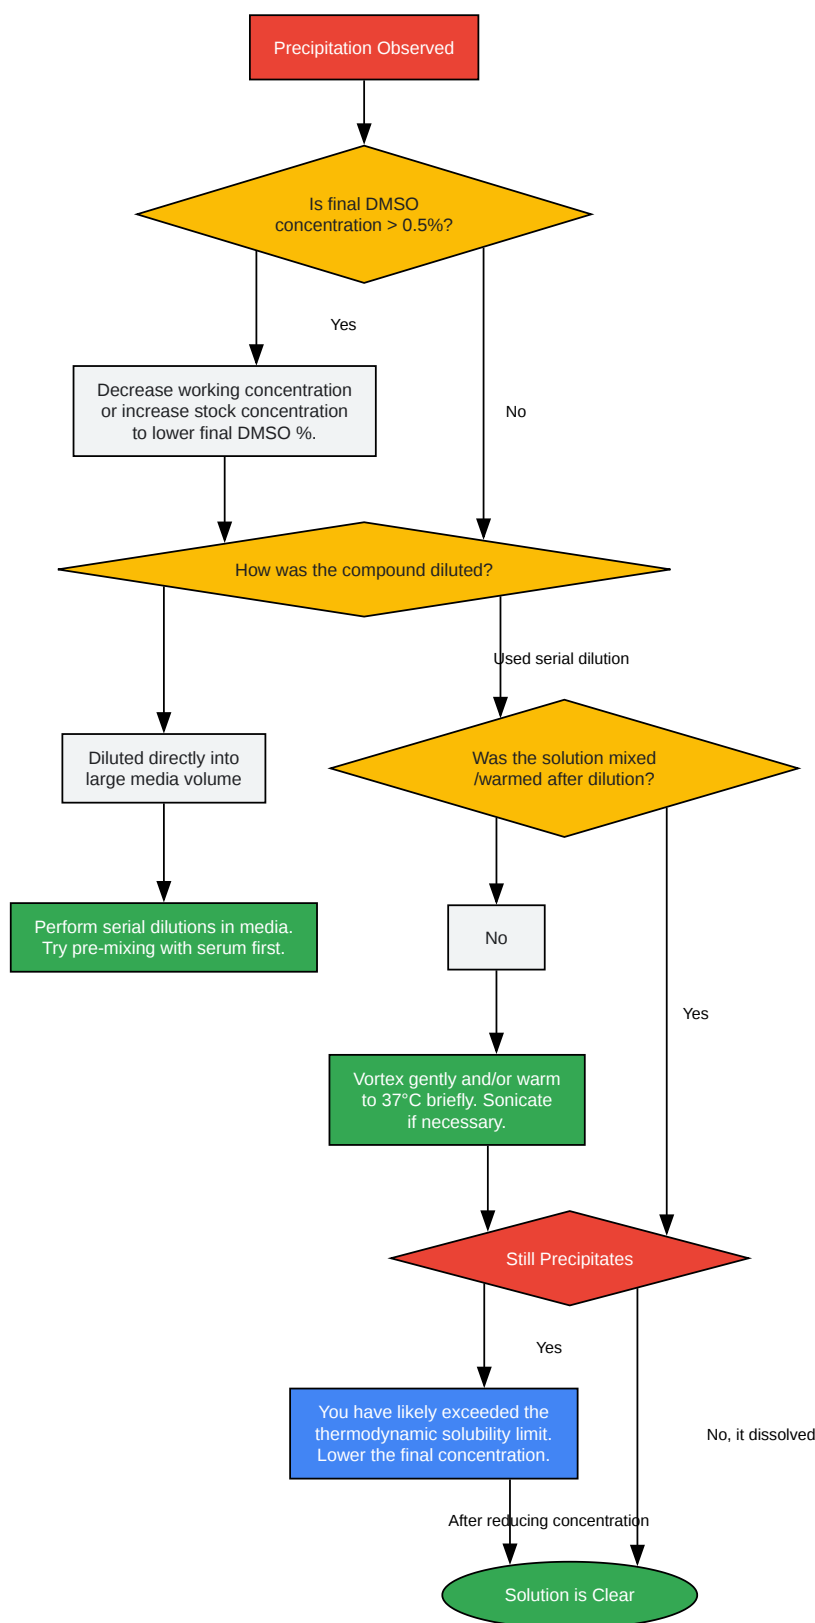 Precipitation Observed
Is final DMSO
concentration > 0.5%?
Yes
Decrease working concentration
or increase stock concentration
to lower final DMSO %.
No
How was the compound diluted?
Used serial dilution
Diluted directly into
large media volume
Was the solution mixed
/warmed after dilution?
Perform serial dilutions in media.
Try pre-mixing with serum first.
No
Yes
Vortex gently and/or warm
to 37°C briefly. Sonicate
if necessary.
Still Precipitates
Yes
You have likely exceeded the
thermodynamic solubility limit.
Lower the final concentration.
No, it dissolved
After reducing concentration
Solution is Clear